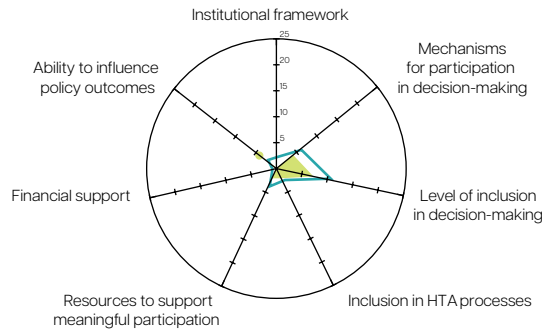 Institutional framework
25
20
15
10
5
Mechanisms
for participation
in decision-making
Level of inclusion
in decision-making
Inclusion in HTA processes
Resources to support
meaningful participation
Financial support
Ability to influence
policy outcomes